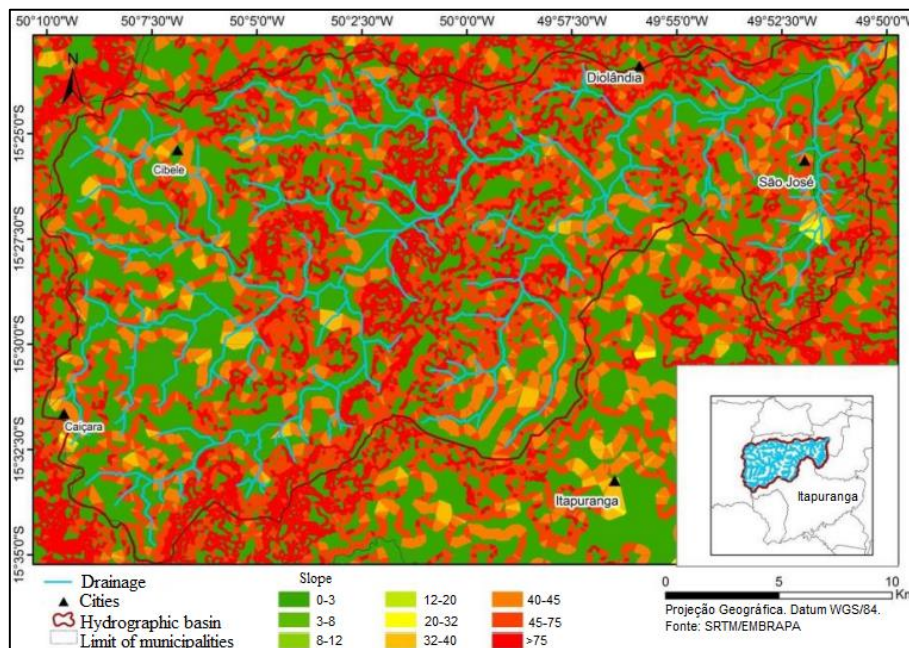 50°10'0"S 50°7'30"S 50°5'0"S 50°2'30"S 50°0'0"S 49°57'30"S 49°55'0"S 49°52'30"S 49°50'0"S
N
Diolândia
15°25'0"S
Cibele
São José
15°27'30"S
15°30'0"S
Caiçara
15°32'30"S
Itapuranga
Itapuranga
15°35'0"S
Drainage
Cities
Hydrographic basin
Limit of municipalities
Slope
0-3
3-8
8-12
12-20
20-32
32-40
40-45
45-75
>75
0 5 10
Km
Projeção Geográfica. Datum WGS/84.
Fonte: SRTM/EMBRAPA